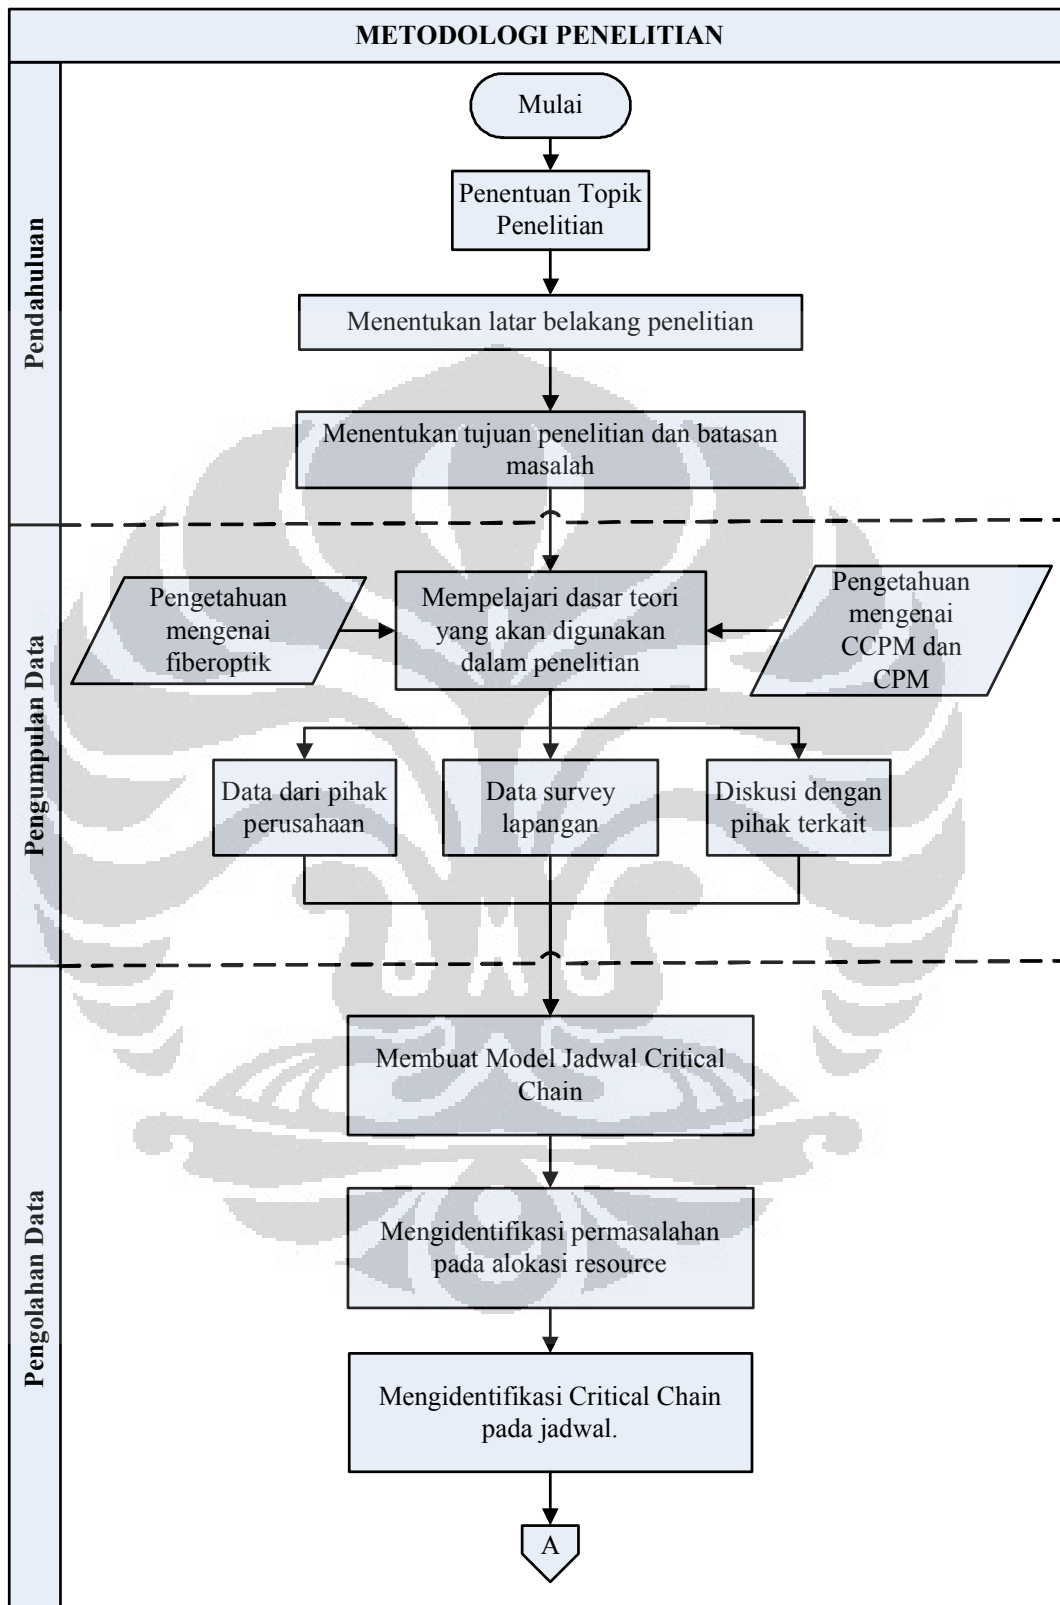 METODOLOGI PENELITIAN
Pendahuluan
Mulai
Penentuan Topik
Penelitian
Menentukan latar belakang penelitian
Menentukan tujuan penelitian dan batasan
masalah
Pengumpulan Data
Pengetahuan
mengenai
fiberoptik
Mempelajari dasar teori
yang akan digunakan
dalam penelitian
Pengetahuan
mengenai
CCPM dan
CPM
Data dari pihak
perusahaan
Data survey
lapangan
Diskusi dengan
pihak terkait
Pengolahan Data
Membuat Model Jadwal Critical
Chain
Mengidentifikasi permasalahan
pada alokasi resource
Mengidentifikasi Critical Chain
pada jadwal.
A